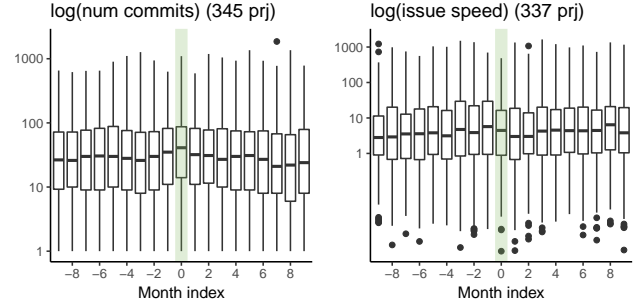 log(num commits) (345 prj)
1000
100
10
1
−8 −6 −4 −2 0 2 4 6 8
Month index
log(issue speed) (337 prj)
1000
100
10
1
−8 −6 −4 −2 0 2 4 6 8
Month index